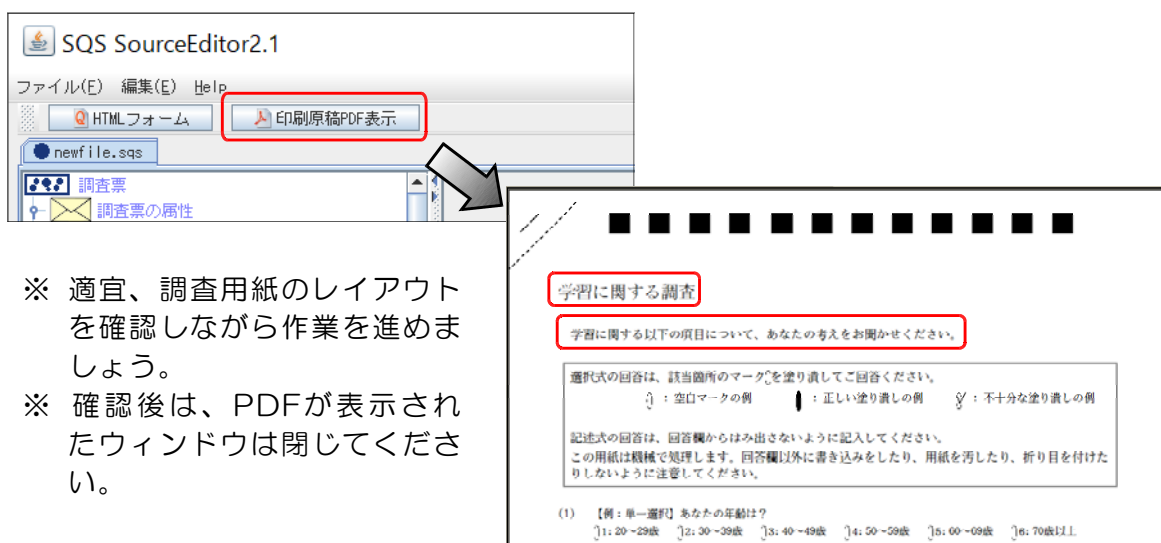 SQS SourceEditor2.1
ファイル(F) 編集(E) Help
HTMLフォーム 印刷原稿PDF表示
newfile.sqs
調査票
調査票の属性
※ 適宜、調査用紙のレイアウト
を確認しながら作業を進めま
しょう。
※ 確認後は、PDFが表示され
たウィンドウは閉じてくださ
い。
学習に関する調査
学習に関する以下の項目について、あなたの考えをお聞かせください。
選択式の回答は、該当箇所のマークを塗り潰してご回答ください。
：空白マークの例 ：正しい塗り潰しの例 ：不十分な塗り潰しの例
記述式の回答は、回答欄からはみ出さないように記入してください。
この用紙は機械で処理します。回答欄以外に書き込みをしたり、用紙を汚したり、折り目を付けた
りしないように注意してください。
(1) 【例：単一選択】あなたの年齢は？
1: 20~29歳 2: 30~39歳 3: 40~49歳 4: 50~59歳 5: 60~69歳 6: 70歳以上